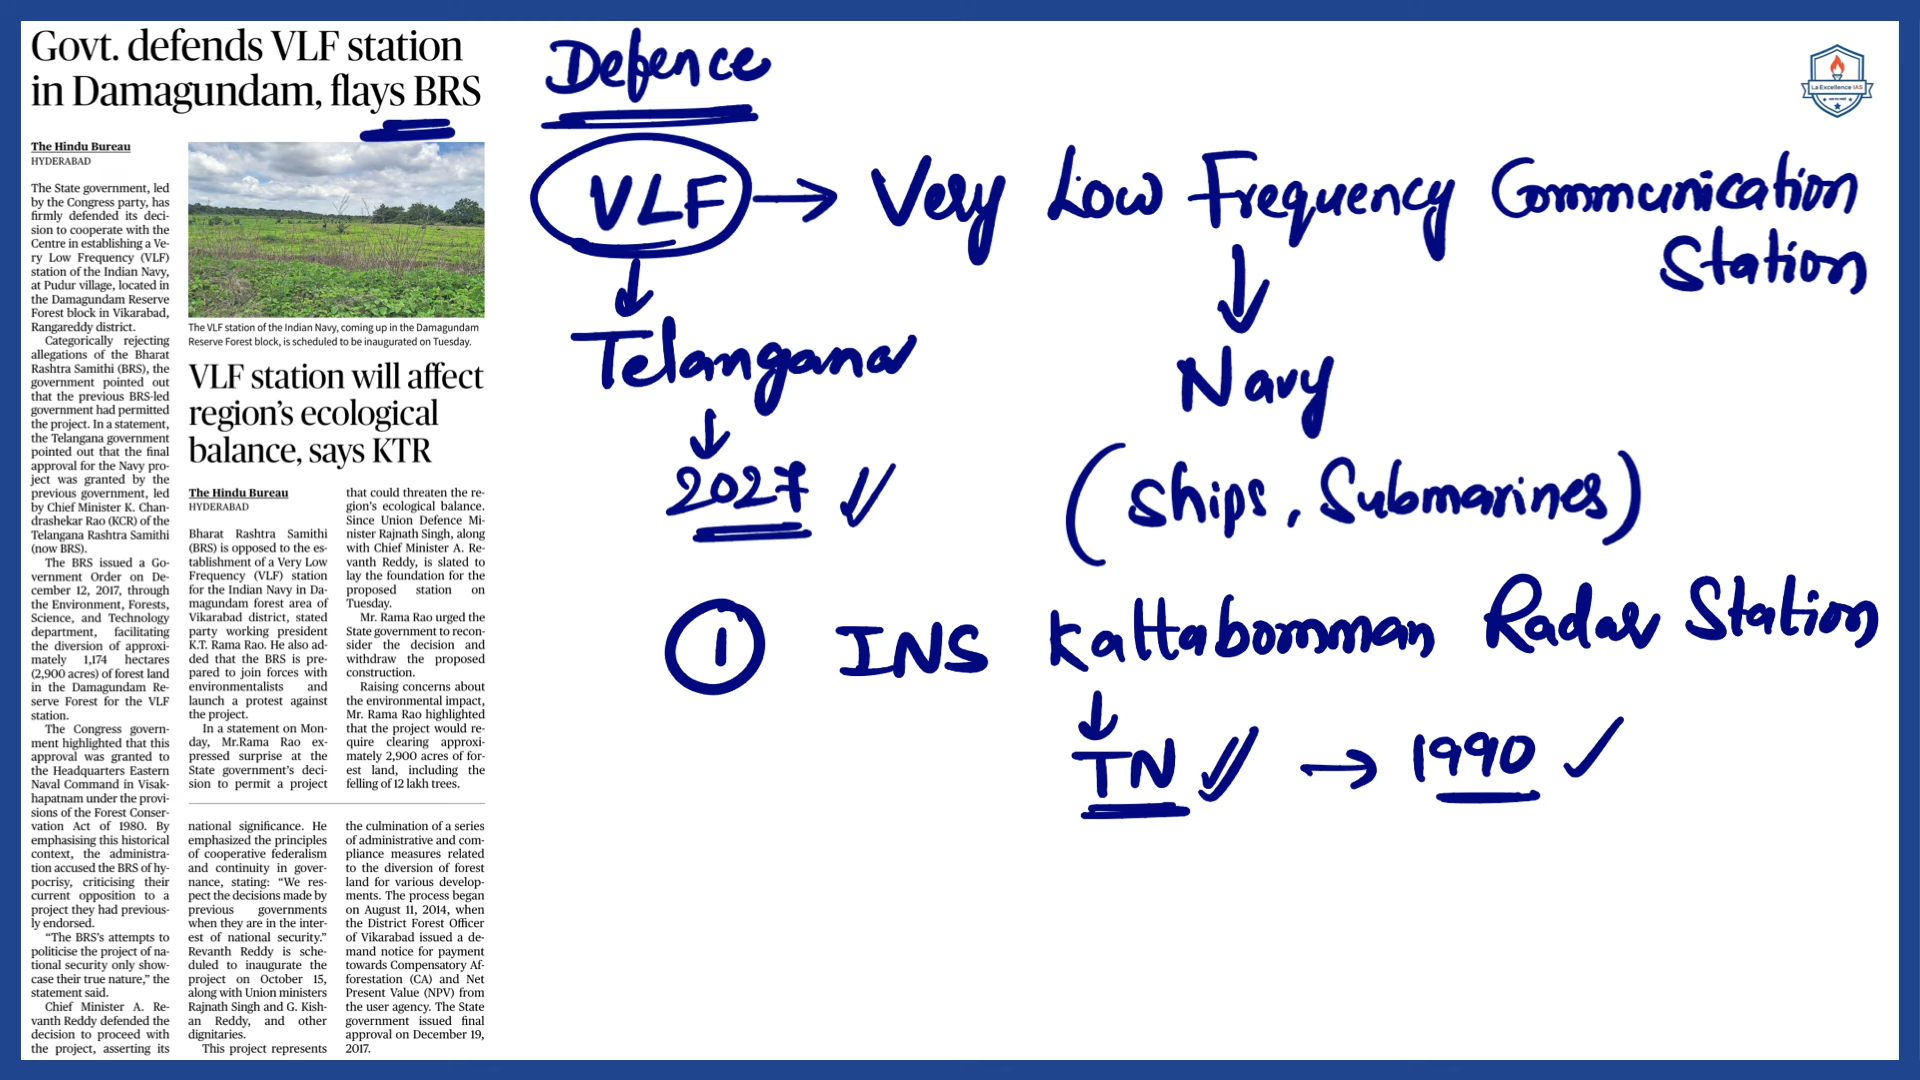 Govt. defends VLF station
in Damagundam, flays BRS
The Hindu Bureau
HYDERABAD
The State government, led
by the Congress party, has
firmly defended its deci-
sion to cooperate with the
Centre in establishing a Ve-
ry Low Frequency (VLF)
station of the Indian Navy,
at Pudur village, located in
the Damagundam Reserve
Forest block in Vikarabad,
Rangareddy district.
Categorically rejecting
allegations of the Bharat
Rashtra Samithi (BRS), the
government pointed out
that the previous BRS-led
government had permitted
the project. In a statement,
the Telangana government
pointed out that the final
approval for the Navy pro-
ject was granted by the
previous government, led
by Chief Minister K. Chan-
drashekar Rao (KCR) of the
Telangana Rashtra Samithi
(now BRS).
The BRS issued a Go-
vernment Order on De-
cember 12, 2017, through
the Environment, Forests,
Science, and Technology
department, facilitating
the diversion of approxi-
mately 1,174 hectares
(2,900 acres) of forest land
in the Damagundam Re-
serve Forest for the VLF
station.
The Congress govern-
ment highlighted that this
approval was granted to
the Headquarters Eastern
Naval Command in Visak-
hapatnam under the provi-
sions of the Forest Conser-
vation Act of 1980. By
emphasising this historical
context, the administra-
tion accused the BRS of hy-
pocrisy, criticising their
current opposition to a
project they had previous-
ly endorsed.
“The BRS’s attempts to
politicise the project of na-
tional security only show-
case their true nature,” the
statement said.
Chief Minister A. Re-
vanth Reddy defended the
decision to proceed with
the project, asserting its
The VLF station of the Indian Navy, coming up in the Damagundam
Reserve Forest block, is scheduled to be inaugurated on Tuesday.
VLF station will affect
region’s ecological
balance, says KTR
The Hindu Bureau
HYDERABAD
Bharat Rashtra Samithi
(BRS) is opposed to the es-
tablishment of a Very Low
Frequency (VLF) station
for the Indian Navy in Da-
magundam forest area of
Vikarabad district, stated
party working president
K.T. Rama Rao. He also ad-
ded that the BRS is pre-
pared to join forces with
environmentalists and
launch a protest against
the project.
In a statement on Mon-
day, Mr.Rama Rao ex-
pressed surprise at the
State government’s deci-
sion to permit a project
that could threaten the re-
gion’s ecological balance.
Since Union Defence Mi-
nister Rajnath Singh, along
with Chief Minister A. Re-
vanth Reddy, is slated to
lay the foundation for the
proposed station on
Tuesday.
Mr. Rama Rao urged the
State government to recon-
sider the decision and
withdraw the proposed
construction.
Raising concerns about
the environmental impact,
Mr. Rama Rao highlighted
that the project would re-
quire clearing approxi-
mately 2,900 acres of for-
est land, including the
felling of 12 lakh trees.
national significance. He
emphasized the principles
of cooperative federalism
and continuity in gover-
nance, stating: “We res-
pect the decisions made by
previous governments
when they are in the inter-
est of national security.”
Revanth Reddy is sche-
duled to inaugurate the
project on October 15,
along with Union ministers
Rajnath Singh and G. Kish-
an Reddy, and other
dignitaries.
This project represents
the culmination of a series
of administrative and com-
pliance measures related
to the diversion of forest
land for various develop-
ments. The process began
on August 11, 2014, when
the District Forest Officer
of Vikarabad issued a de-
mand notice for payment
towards Compensatory Af-
forestation (CA) and Net
Present Value (NPV) from
the user agency. The State
government issued final
approval on December 19,
2017.
Defence
VLF → Very Low Frequency Communication
Station
Telangana
Navy
2027
(Ships, Submarines)
1 INS Kattabomman Radar Station
TN → 1990
La Excellence IAS